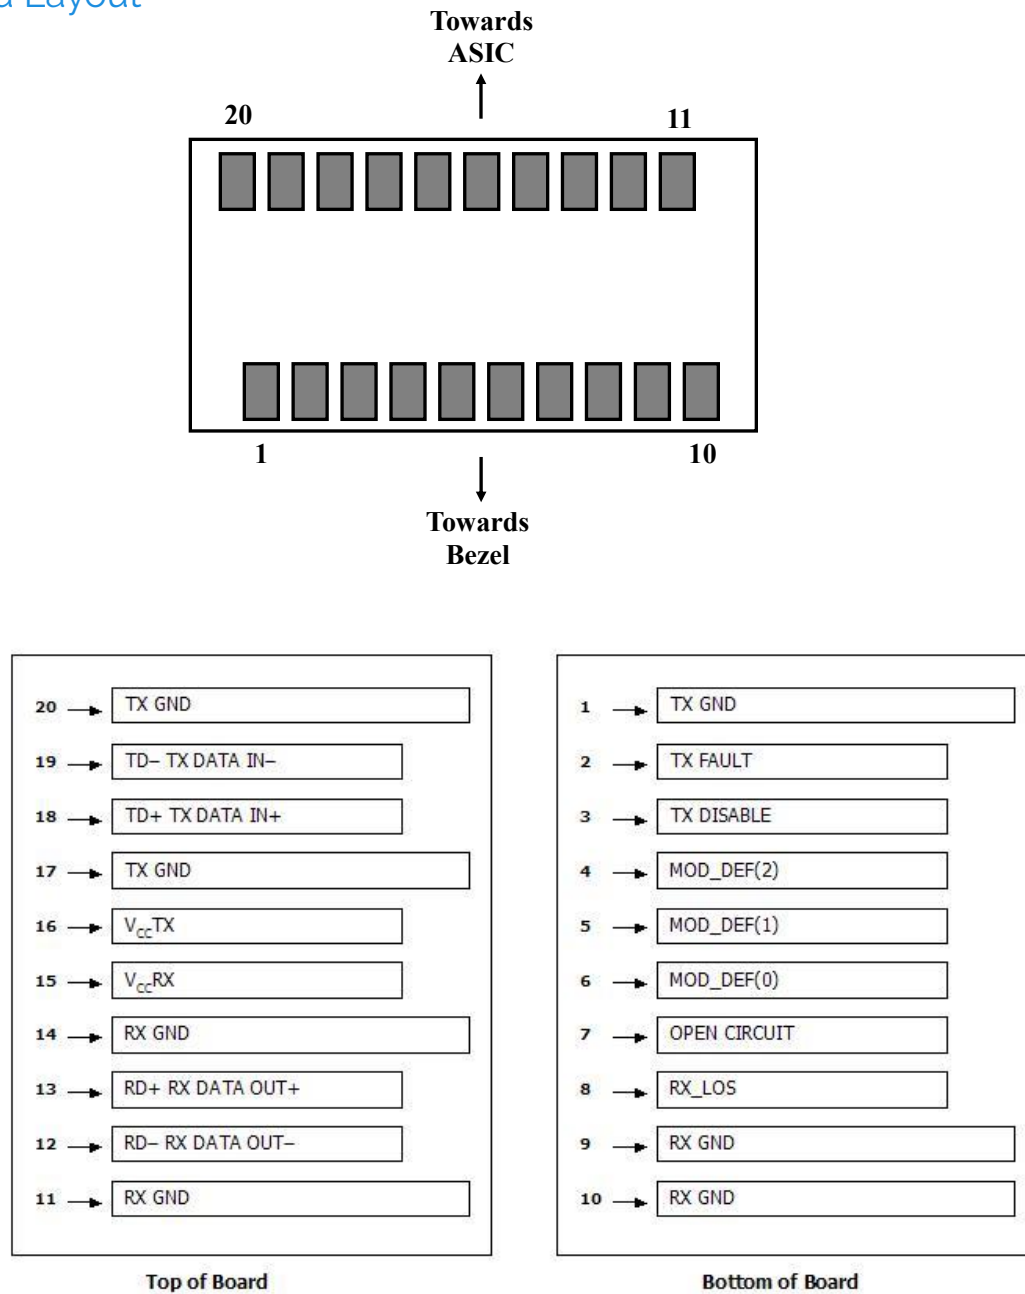 Layout
Towards
ASIC
20 11
1 10
Towards
Bezel
20 TX GND
19 TD– TX DATA IN–
18 TD+ TX DATA IN+
17 TX GND
16 VCCTX
15 VCCRX
14 RX GND
13 RD+ RX DATA OUT+
12 RD– RX DATA OUT–
11 RX GND
Top of Board
1 TX GND
2 TX FAULT
3 TX DISABLE
4 MOD_DEF(2)
5 MOD_DEF(1)
6 MOD_DEF(0)
7 OPEN CIRCUIT
8 RX_LOS
9 RX GND
10 RX GND
Bottom of Board